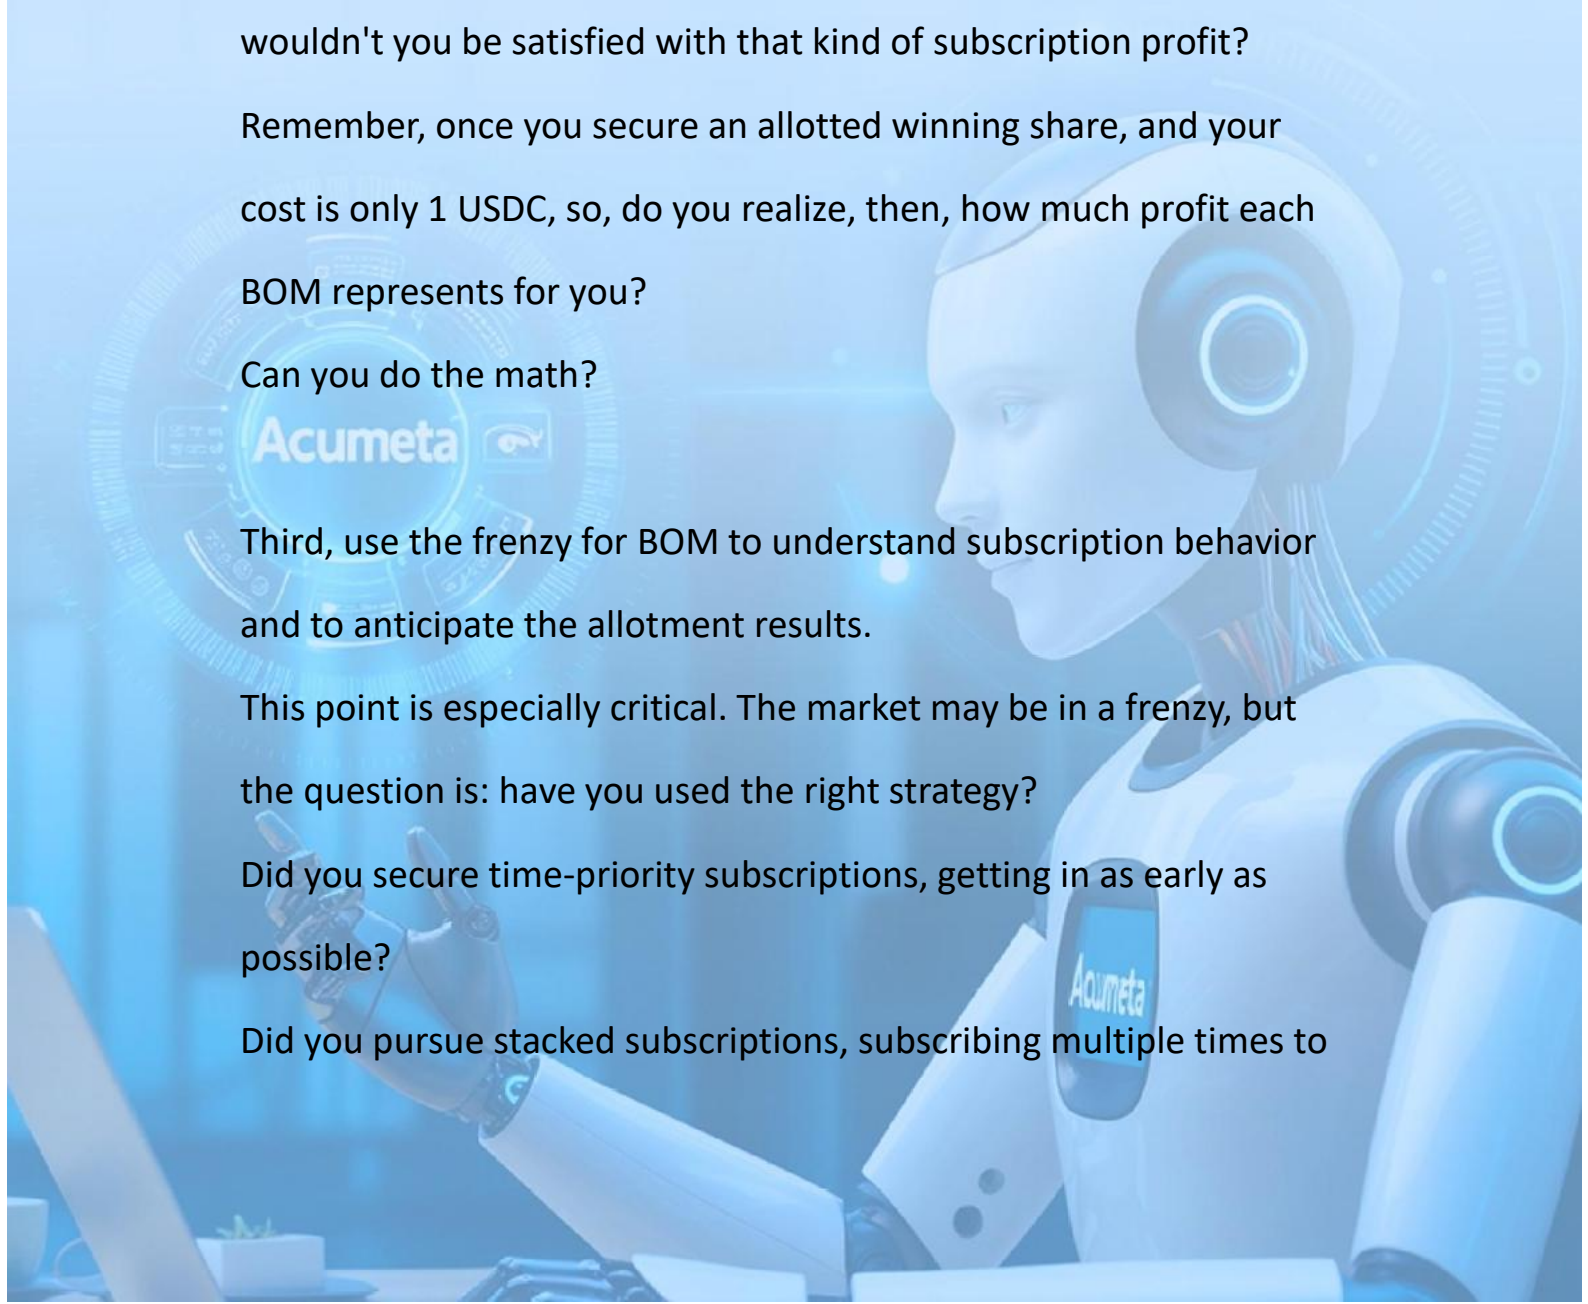 wouldn't you be satisfied with that kind of subscription profit?
Remember, once you secure an allotted winning share, and your
cost is only 1 USDC, so, do you realize, then, how much profit each
BOM represents for you?
Can you do the math?
Acumeta
Third, use the frenzy for BOM to understand subscription behavior
and to anticipate the allotment results.
This point is especially critical. The market may be in a frenzy, but
the question is: have you used the right strategy?
Did you secure time-priority subscriptions, getting in as early as
possible?
Acumeta
Did you pursue stacked subscriptions, subscribing multiple times to